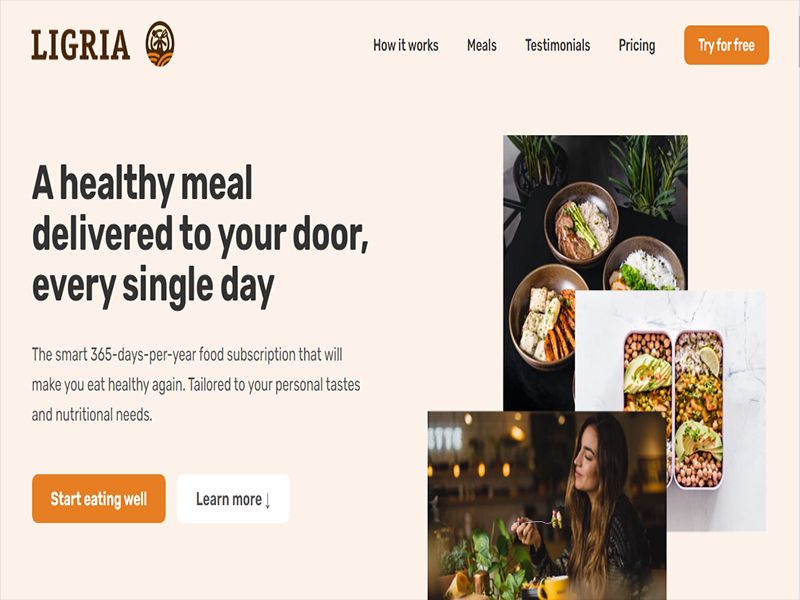 LIGRIA
How it works
Meals
Testimonials
Pricing
Try for free
A healthy meal
delivered to your door,
every single day
The smart 365-days-per-year food subscription that will
make you eat healthy again. Tailored to your personal tastes
and nutritional needs.
Start eating well
Learn more ↓